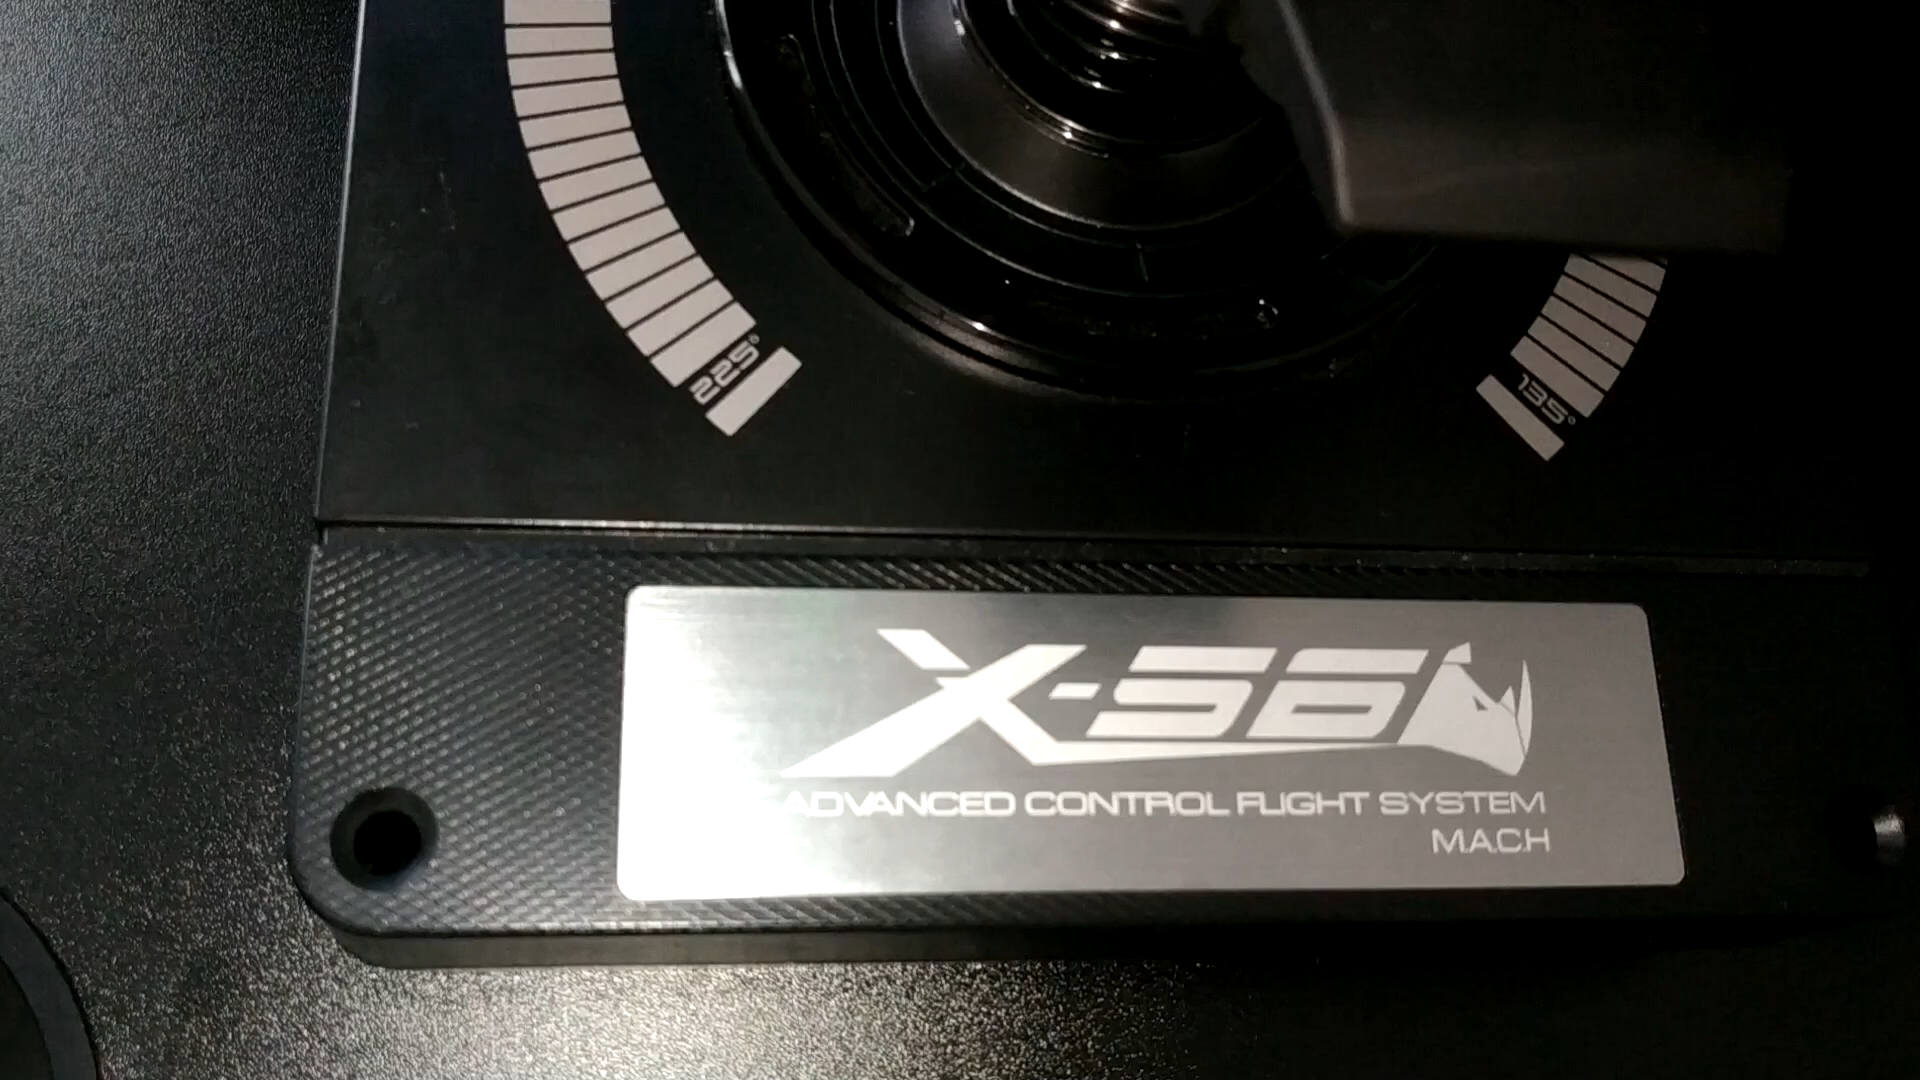 225°
135°
X-56
ADVANCED CONTROL FLIGHT SYSTEM
M.A.C.H